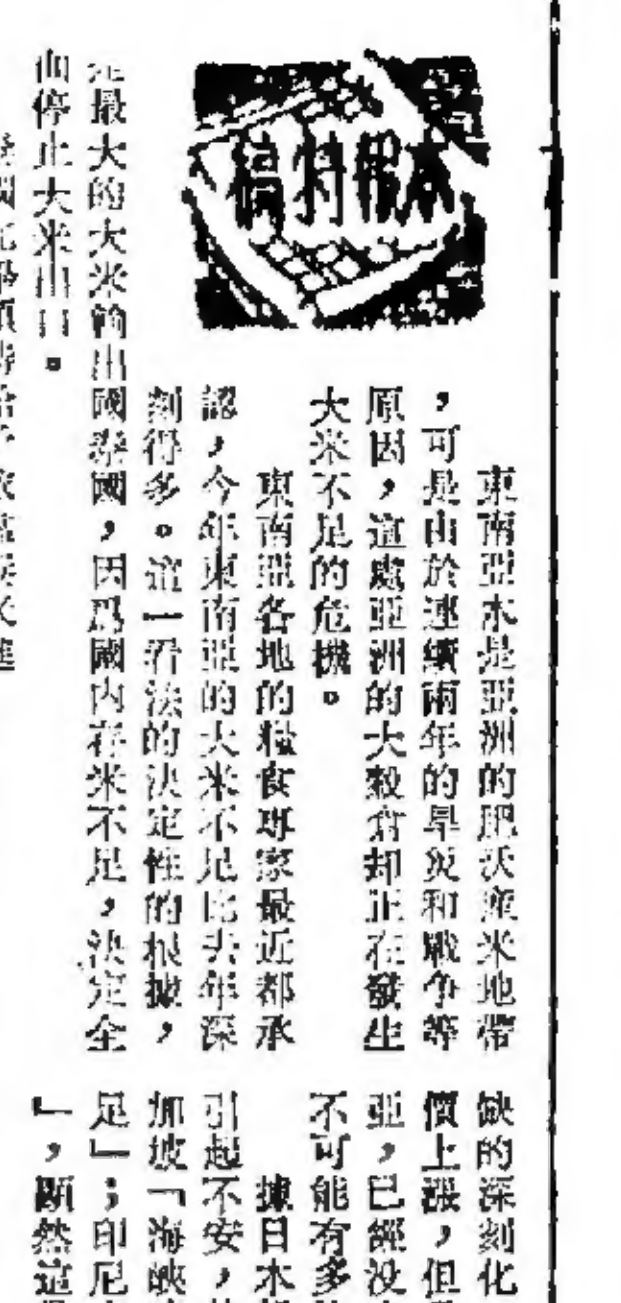 本報特稿
東南亞本是亞洲的肥沃產米地帶
，可是由於連續兩年的旱災和戰争等
原因，這處亞洲的大穀倉却正在發生
大米不足的危機。
東南亞各地的糧食專家最近都承
認，今年東南亞的大米不足比去年深
刻得多。這一看法的决定性的根據，
是最大的大米輸出國泰國，因爲國内存米不足，决定全
面停止大米出口。
缺的深刻化
價上漲，但
亞，已經没
不可能有多
據日本
引起不安，
加坡「海峽
足」；印尼
」，顯然這